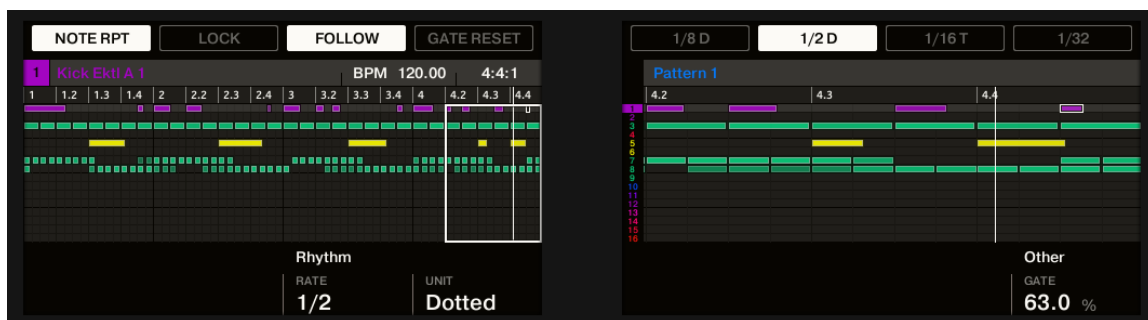 NOTE RPT LOCK FOLLOW GATE RESET
1 Kick Ektl A 1 BPM 120.00 4:4:1
1 1.2 1.3 1.4 2 2.2 2.3 2.4 3 3.2 3.3 3.4 4 4.2 4.3 4.4
Rhythm
RATE UNIT
1/2 Dotted
1/8 D 1/2 D 1/16 T 1/32
Pattern 1
4.2 4.3 4.4
1
2
3
4
5
6
7
8
9
10
11
12
13
14
15
16
Other
GATE
63.0 %